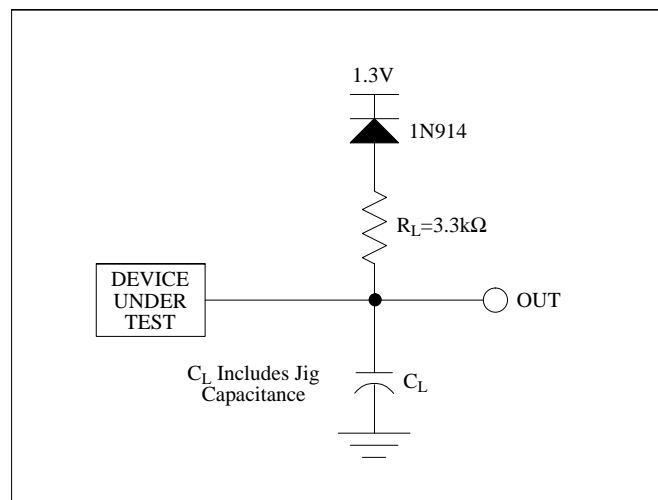 1.3V
1N914
R_L=3.3kΩ
DEVICE
UNDER
TEST
OUT
C_L Includes Jig
Capacitance
C_L